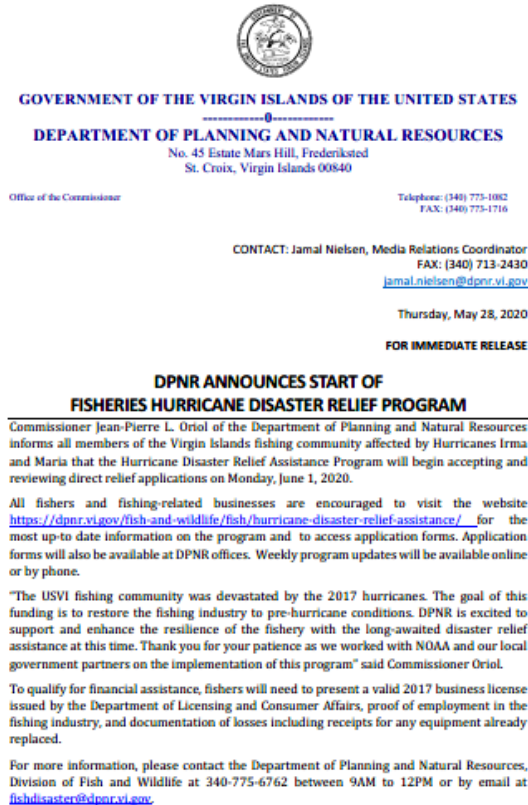 GOVERNMENT OF THE VIRGIN ISLANDS OF THE UNITED STATES
------------0------------
DEPARTMENT OF PLANNING AND NATURAL RESOURCES
No. 45 Estate Mars Hill, Frederiksted
St. Croix, Virgin Islands 00840
Office of the Commissioner
Telephone: (340) 773-1082
FAX: (340) 775-1716
CONTACT: Jamal Nielsen, Media Relations Coordinator
FAX: (340) 713-2430
jamal.nielsen@dpnr.vi.gov
Thursday, May 28, 2020
FOR IMMEDIATE RELEASE
DPNR ANNOUNCES START OF
FISHERIES HURRICANE DISASTER RELIEF PROGRAM
Commissioner Jean-Pierre L. Oriol of the Department of Planning and Natural Resources
informs all members of the Virgin Islands fishing community affected by Hurricanes Irma
and Maria that the Hurricane Disaster Relief Assistance Program will begin accepting and
reviewing direct relief applications on Monday, June 1, 2020.
All fishers and fishing-related businesses are encouraged to visit the website
https://dpnr.vi.gov/fish-and-wildlife/fish/hurricane-disaster-relief-assistance/ for the
most up-to date information on the program and to access application forms. Application
forms will also be available at DPNR offices. Weekly program updates will be available online
or by phone.
"The USVI fishing community was devastated by the 2017 hurricanes. The goal of this
funding is to restore the fishing industry to pre-hurricane conditions. DPNR is excited to
support and enhance the resilience of the fishery with the long-awaited disaster relief
assistance at this time. Thank you for your patience as we worked with NOAA and our local
government partners on the implementation of this program" said Commissioner Oriol.
To qualify for financial assistance, fishers will need to present a valid 2017 business license
issued by the Department of Licensing and Consumer Affairs, proof of employment in the
fishing industry, and documentation of losses including receipts for any equipment already
replaced.
For more information, please contact the Department of Planning and Natural Resources,
Division of Fish and Wildlife at 340-775-6762 between 9AM to 12PM or by email at
fishdisaster@dpnr.vi.gov.